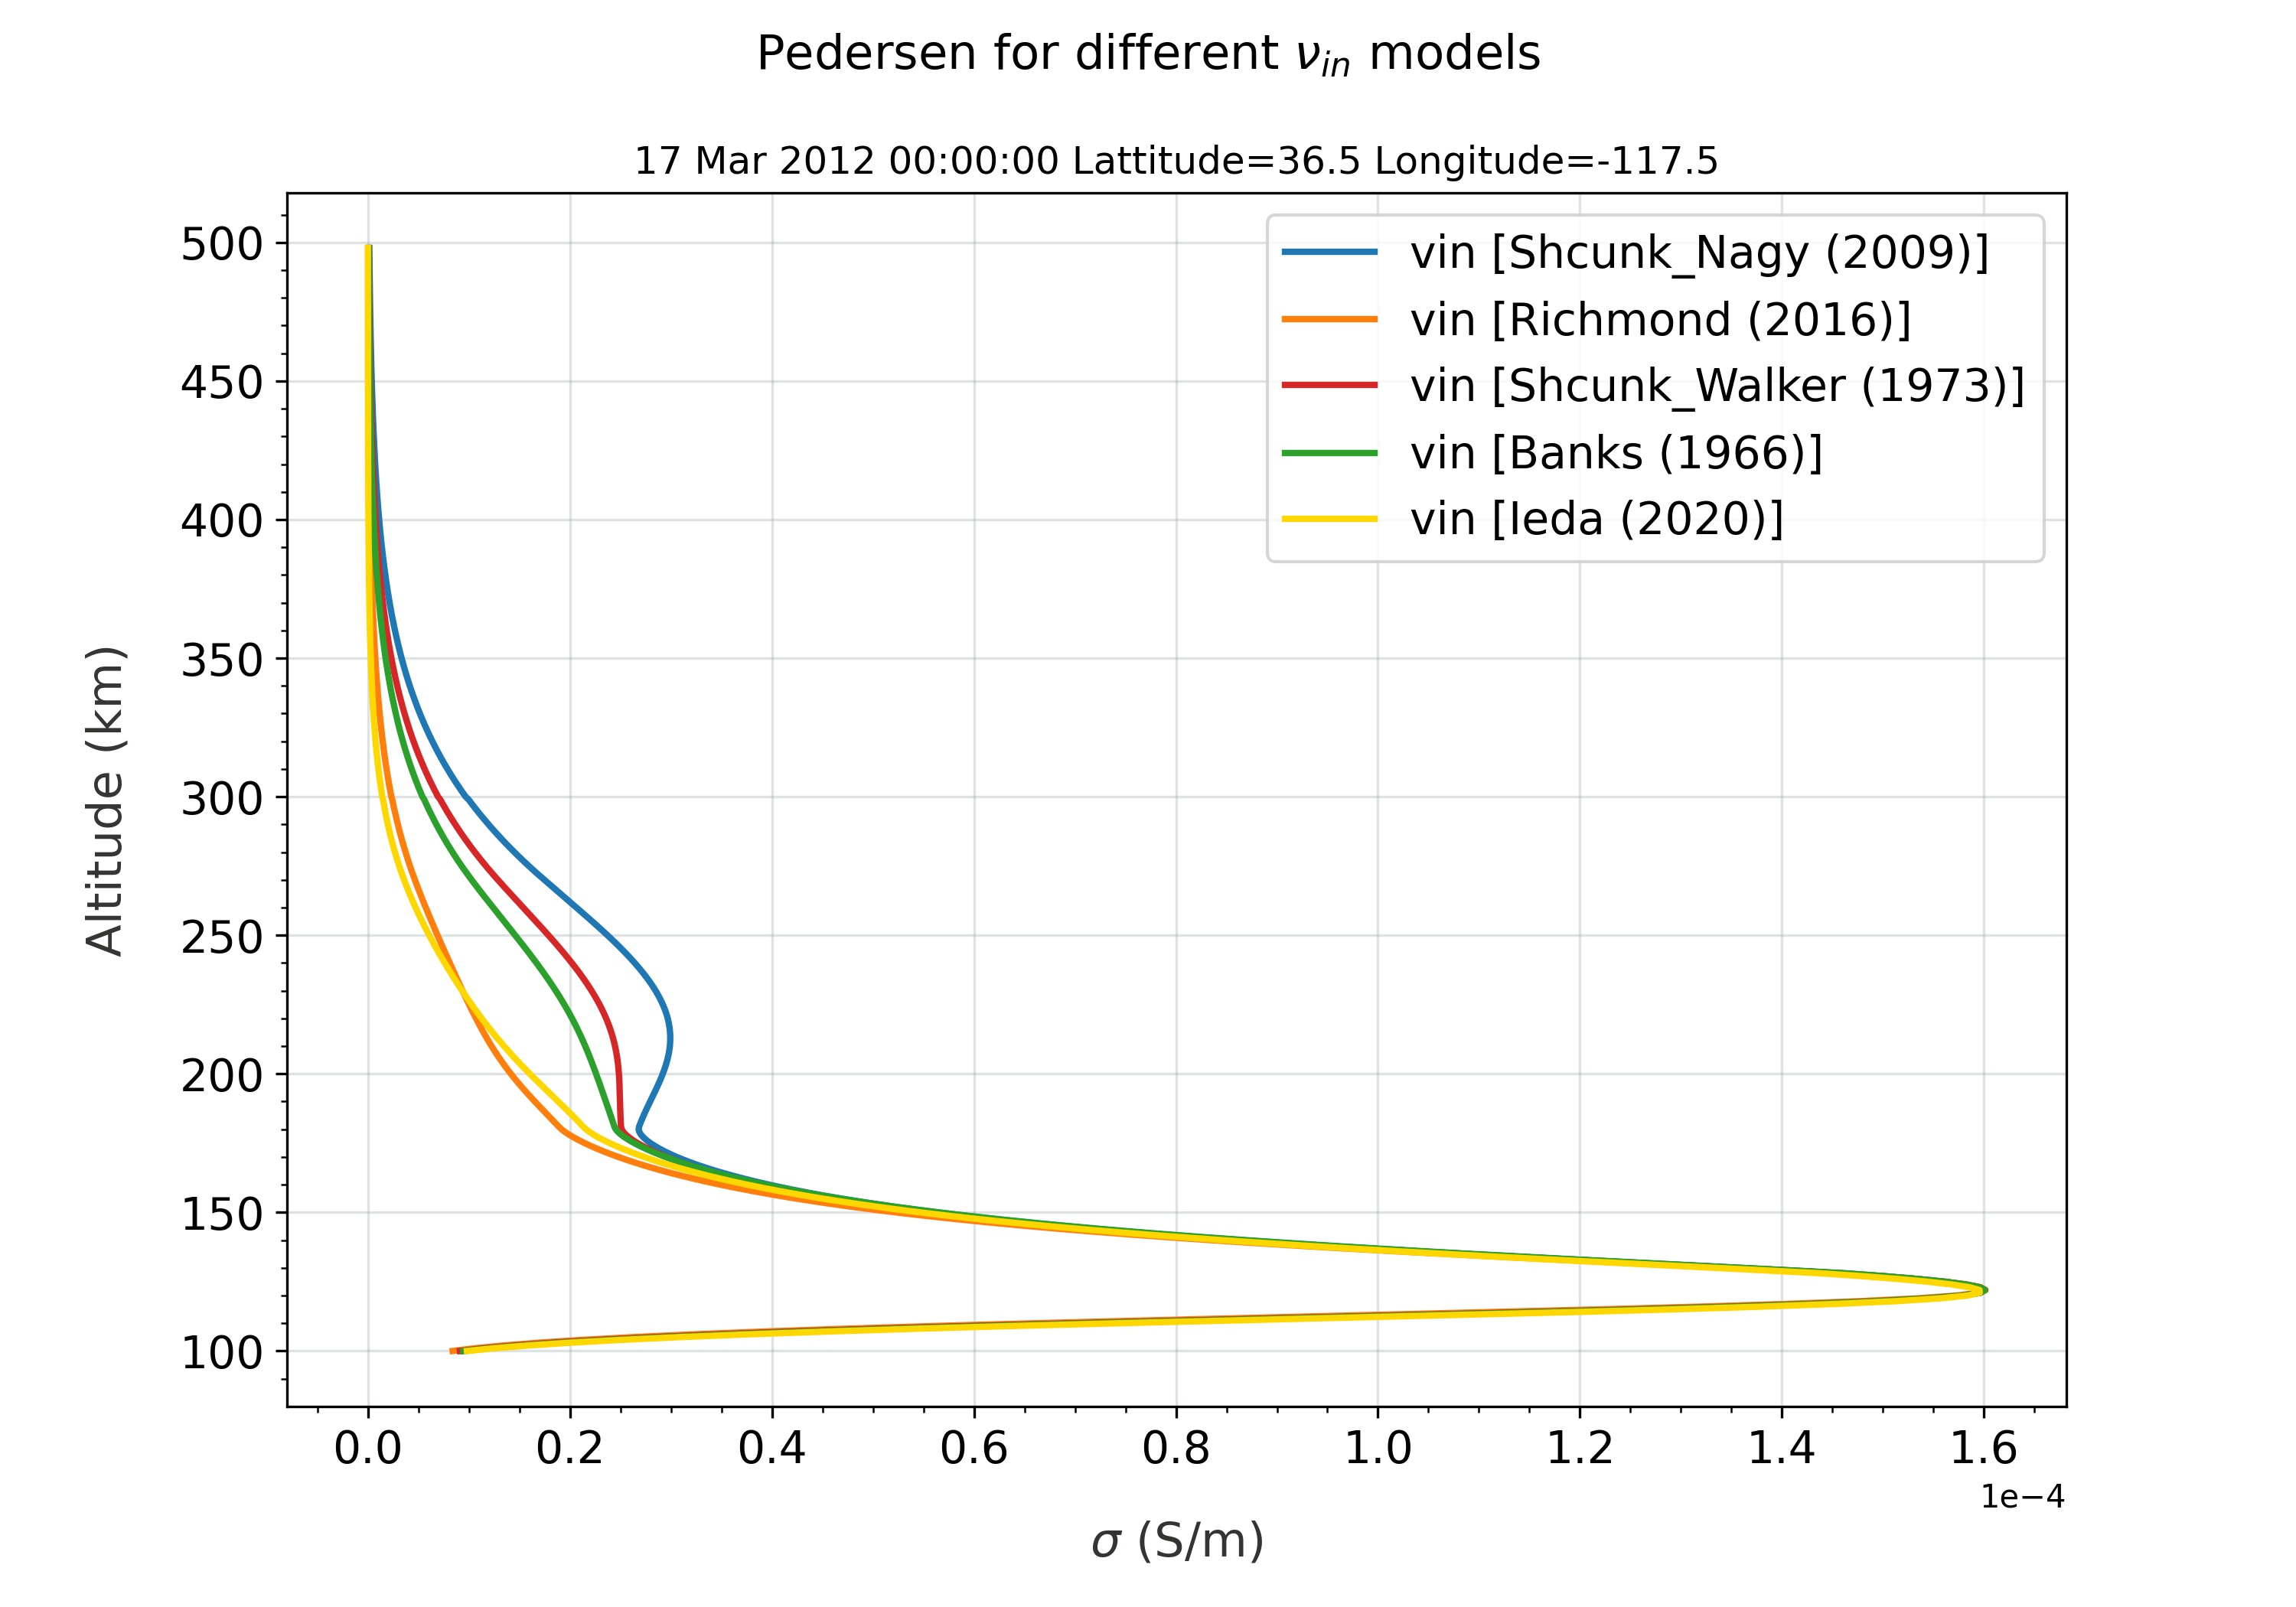 Pedersen for different ν_in models
17 Mar 2012 00:00:00 Lattitude=36.5 Longitude=-117.5
vin [Shcunk_Nagy (2009)]
vin [Richmond (2016)]
vin [Shcunk_Walker (1973)]
vin [Banks (1966)]
vin [Ieda (2020)]
Altitude (km)
500
450
400
350
300
250
200
150
100
0.0 0.2 0.4 0.6 0.8 1.0 1.2 1.4 1.6
1e−4
σ (S/m)